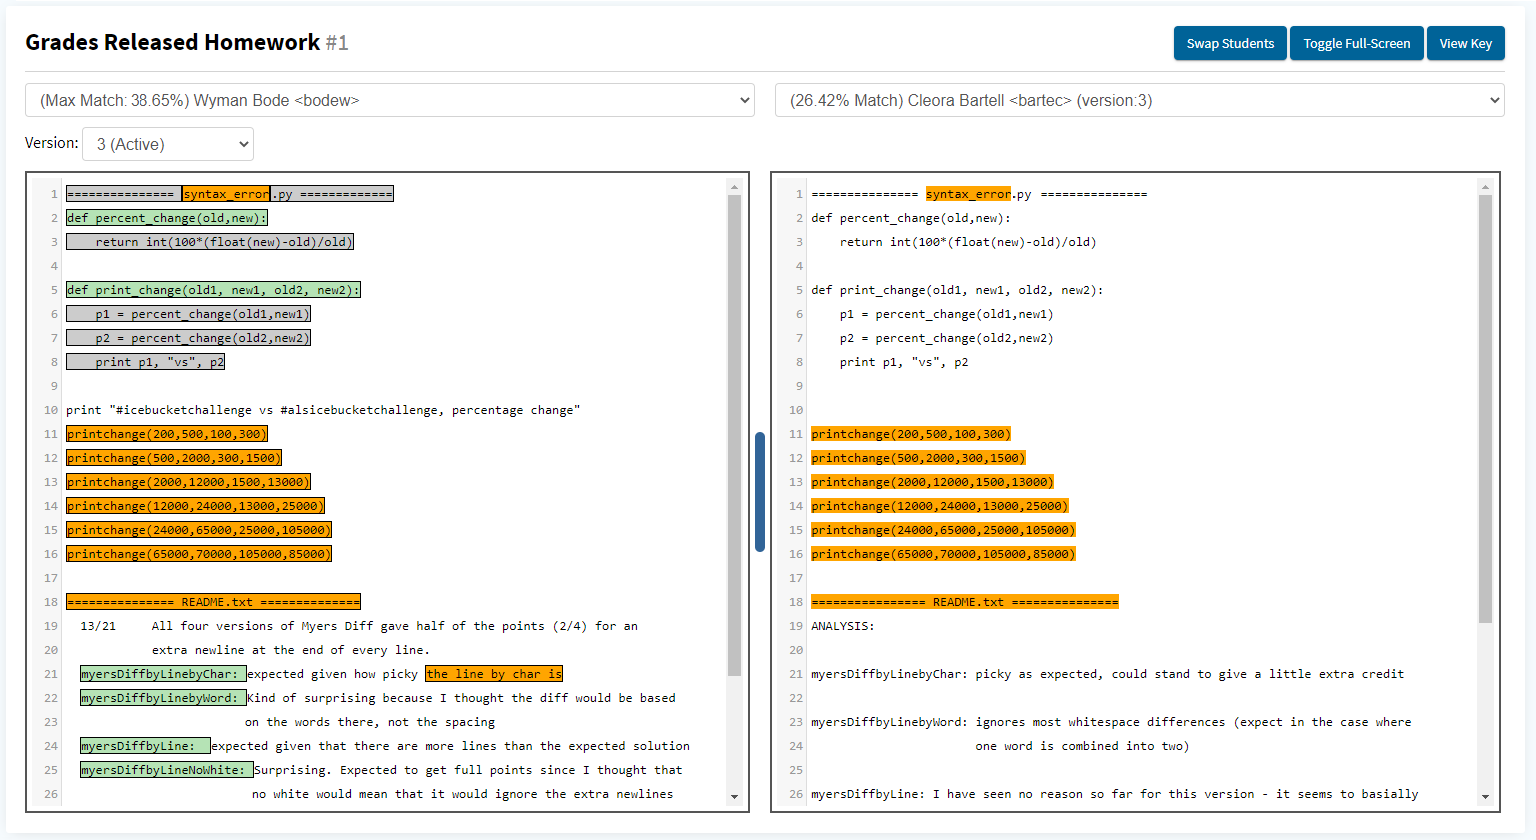 Grades Released Homework #1
Swap Students
Toggle Full-Screen
View Key
(Max Match: 38.65%) Wyman Bode <bodew>
(26.42% Match) Cleora Bartell <bartec> (version:3)
Version: 3 (Active)
1 =============== syntax_error.py =============
2 def percent_change(old,new):
3     return int(100*(float(new)-old)/old)
4
5 def print_change(old1, new1, old2, new2):
6     p1 = percent_change(old1,new1)
7     p2 = percent_change(old2,new2)
8     print p1, "vs", p2
9
10 print "#icebucketchallenge vs #alsicebucketchallenge, percentage change"
11 printchange(200,500,100,300)
12 printchange(500,2000,300,1500)
13 printchange(2000,12000,1500,13000)
14 printchange(12000,24000,13000,25000)
15 printchange(24000,65000,25000,105000)
16 printchange(65000,70000,105000,85000)
17
18 =============== README.txt ==============
19   13/21     All four versions of Myers Diff gave half of the points (2/4) for an
20             extra newline at the end of every line.
21   myersDiffbyLinebyChar: expected given how picky the line by char is
22   myersDiffbyLinebyWord: Kind of surprising because I thought the diff would be based
23                          on the words there, not the spacing
24   myersDiffbyLine:  expected given that there are more lines than the expected solution
25   myersDiffbyLineNoWhite: Surprising. Expected to get full points since I thought that
26                           no white would mean that it would ignore the extra newlines
1 =============== syntax_error.py ===============
2 def percent_change(old,new):
3     return int(100*(float(new)-old)/old)
4
5 def print_change(old1, new1, old2, new2):
6     p1 = percent_change(old1,new1)
7     p2 = percent_change(old2,new2)
8     print p1, "vs", p2
9
10
11 printchange(200,500,100,300)
12 printchange(500,2000,300,1500)
13 printchange(2000,12000,1500,13000)
14 printchange(12000,24000,13000,25000)
15 printchange(24000,65000,25000,105000)
16 printchange(65000,70000,105000,85000)
17
18 ================ README.txt ===============
19 ANALYSIS:
20
21 myersDiffbyLinebyChar: picky as expected, could stand to give a little extra credit
22
23 myersDiffbyLinebyWord: ignores most whitespace differences (expect in the case where
24                        one word is combined into two)
25
26 myersDiffbyLine: I have seen no reason so far for this version - it seems to basially